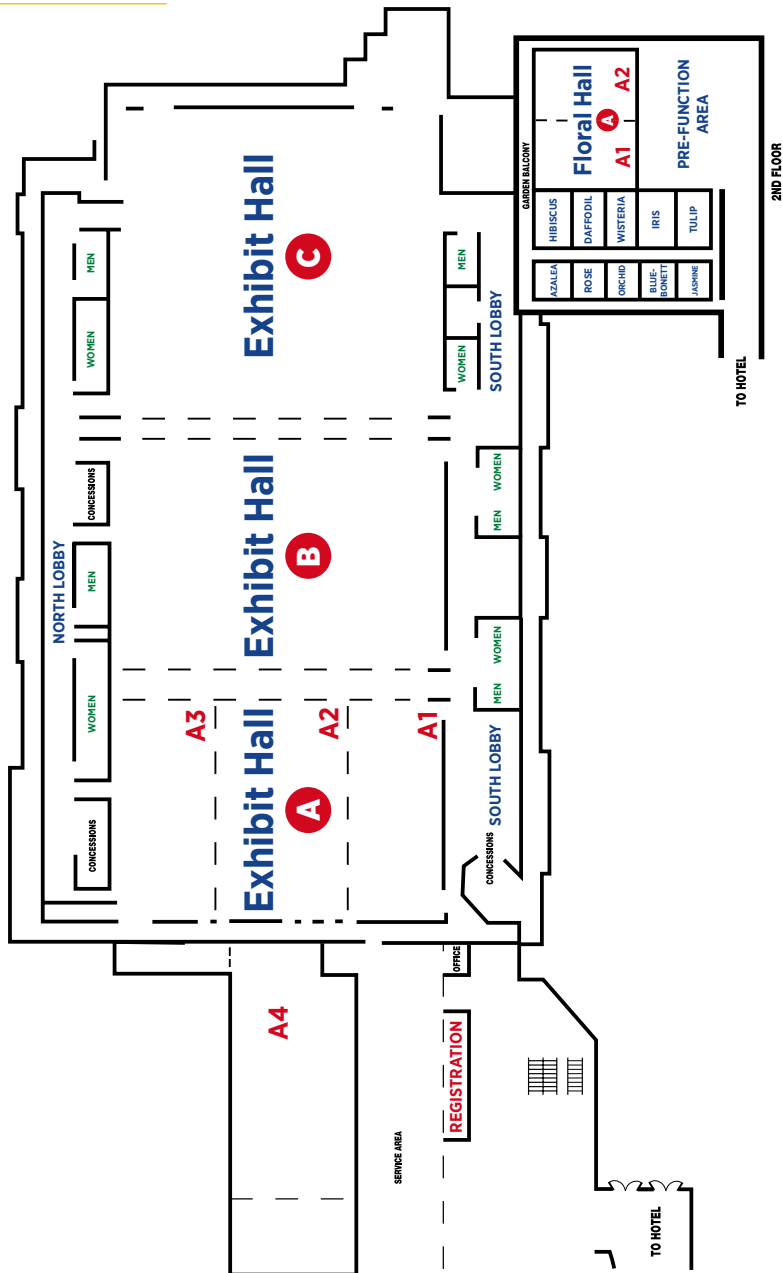 Floral Hall
A
A1
A2
PRE-FUNCTION
AREA
GARDEN BALCONY
2ND FLOOR
HIBISCUS
DAFFODIL
WISTERIA
IRIS
TULIP
AZALEA
ROSE
ORCHID
BLUE-
BONETT
JASMINE
TO HOTEL
Exhibit Hall
C
MEN
WOMEN
MEN
WOMEN
SOUTH LOBBY
NORTH LOBBY
CONCESSIONS
MEN
WOMEN
CONCESSIONS
Exhibit Hall
B
WOMEN
MEN
WOMEN
MEN
SOUTH LOBBY
CONCESSIONS
A3
A2
A1
Exhibit Hall
A
A4
OFFICE
REGISTRATION
SERVICE AREA
TO HOTEL